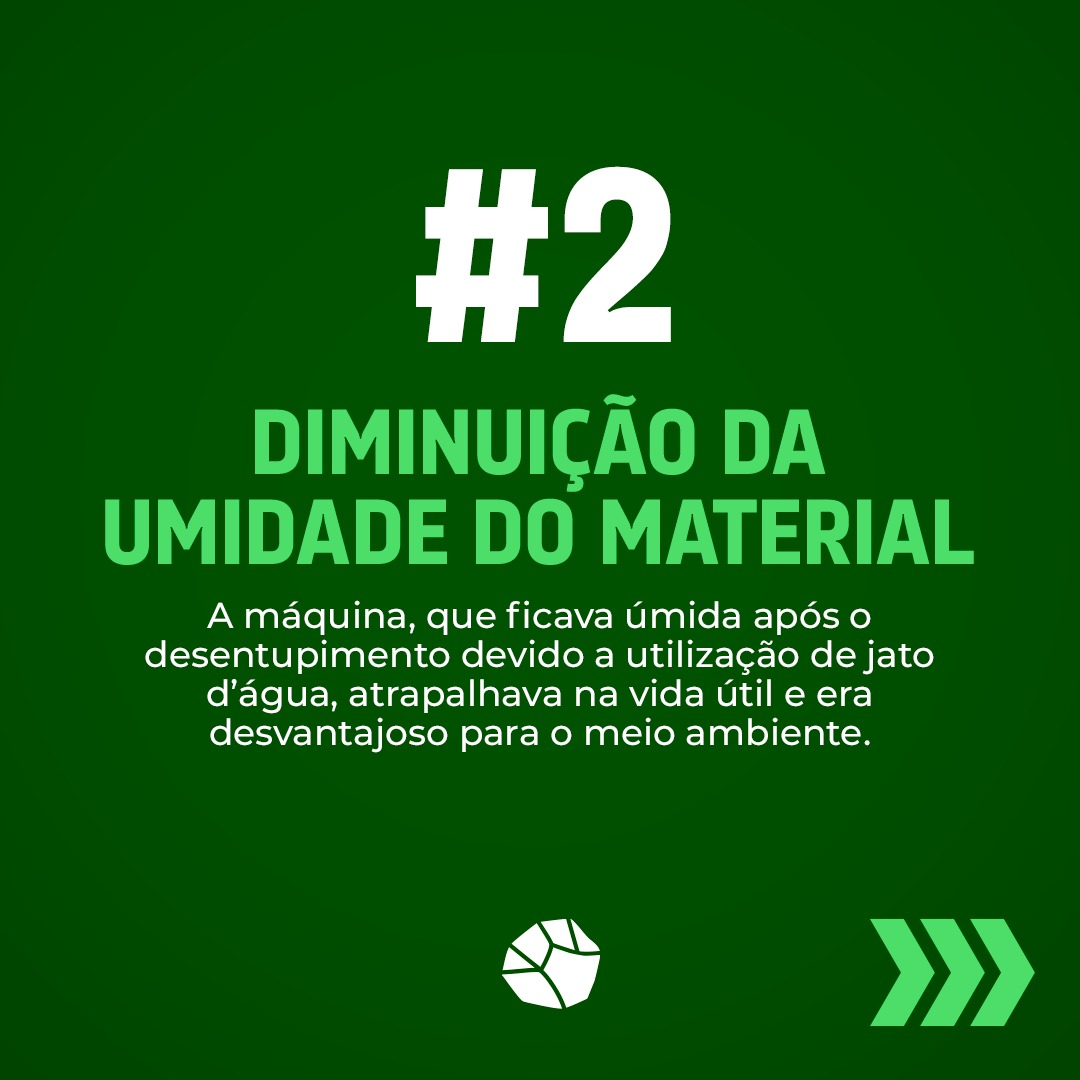 #2
DIMINUIÇÃO DA
UMIDADE DO MATERIAL
A máquina, que ficava úmida após o
desentupimento devido a utilização de jato
d’água, atrapalhava na vida útil e era
desvantajoso para o meio ambiente.